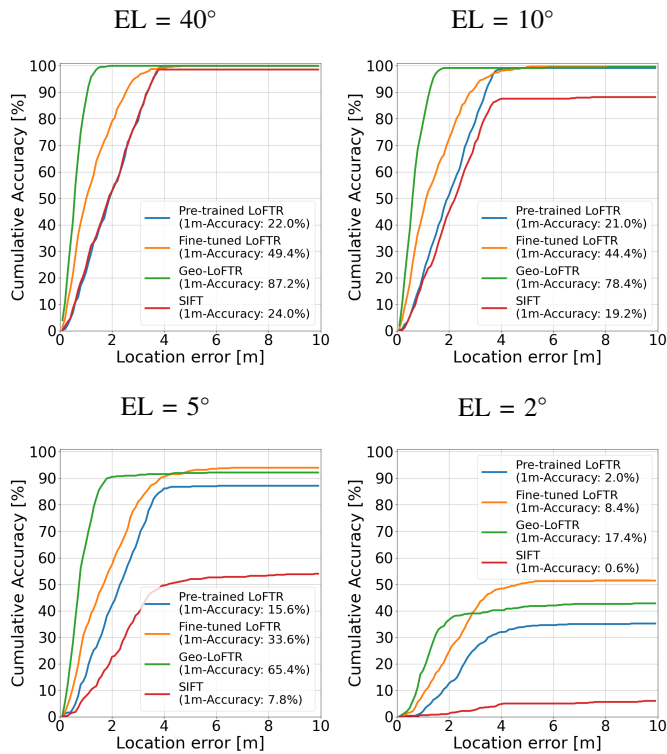 EL = 40°
EL = 10°
Cumulative Accuracy [%]
100
90
80
70
60
50
40
30
20
10
0
Pre-trained LoFTR
(1m-Accuracy: 22.0%)
Fine-tuned LoFTR
(1m-Accuracy: 49.4%)
Geo-LoFTR
(1m-Accuracy: 87.2%)
SIFT
(1m-Accuracy: 24.0%)
0 2 4 6 8 10
Location error [m]
Cumulative Accuracy [%]
100
90
80
70
60
50
40
30
20
10
0
Pre-trained LoFTR
(1m-Accuracy: 21.0%)
Fine-tuned LoFTR
(1m-Accuracy: 44.4%)
Geo-LoFTR
(1m-Accuracy: 78.4%)
SIFT
(1m-Accuracy: 19.2%)
0 2 4 6 8 10
Location error [m]
EL = 5°
EL = 2°
Cumulative Accuracy [%]
100
90
80
70
60
50
40
30
20
10
0
Pre-trained LoFTR
(1m-Accuracy: 15.6%)
Fine-tuned LoFTR
(1m-Accuracy: 33.6%)
Geo-LoFTR
(1m-Accuracy: 65.4%)
SIFT
(1m-Accuracy: 7.8%)
0 2 4 6 8 10
Location error [m]
Cumulative Accuracy [%]
100
90
80
70
60
50
40
30
20
10
0
Pre-trained LoFTR
(1m-Accuracy: 2.0%)
Fine-tuned LoFTR
(1m-Accuracy: 8.4%)
Geo-LoFTR
(1m-Accuracy: 17.4%)
SIFT
(1m-Accuracy: 0.6%)
0 2 4 6 8 10
Location error [m]